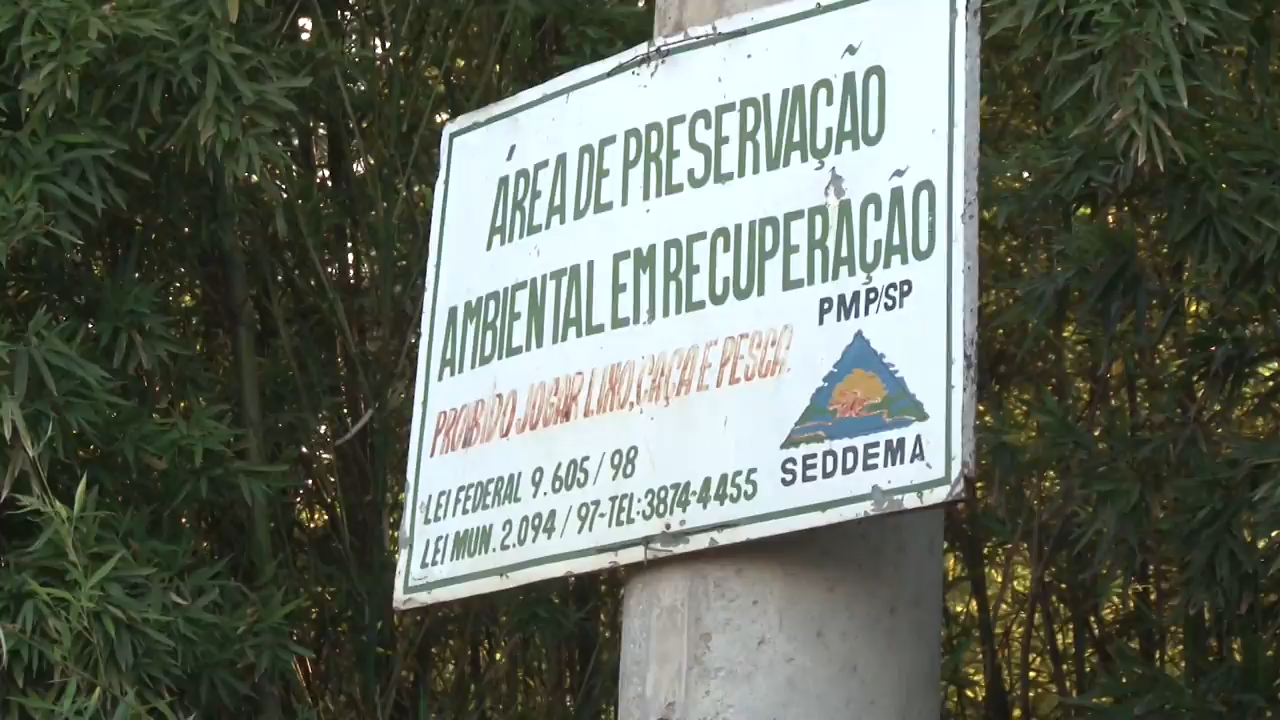 ÁREA DE PRESERVAÇÃO
AMBIENTAL EM RECUPERAÇÃO
PROIBIDO JOGAR LIXO, CAÇA E PESCA.
LEI FEDERAL 9.605 / 98
LEI MUN. 2.094 / 97-TEL:3874-4455
PMP/SP
SEDDEMA